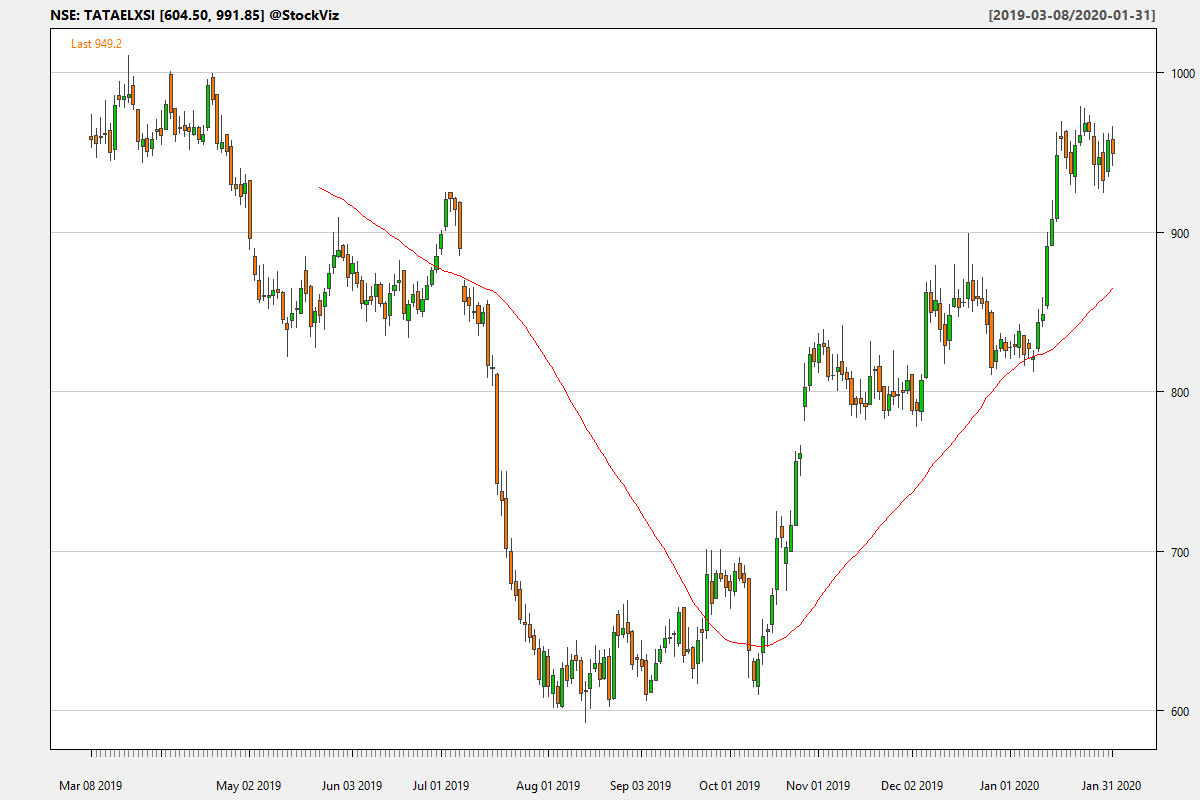 NSE: TATAELXSI [604.50, 991.85] @StockViz
[2019-03-08/2020-01-31]
Last 949.2
1000
900
800
700
600
Mar 08 2019
May 02 2019
Jun 03 2019
Jul 01 2019
Aug 01 2019
Sep 03 2019
Oct 01 2019
Nov 01 2019
Dec 02 2019
Jan 01 2020
Jan 31 2020